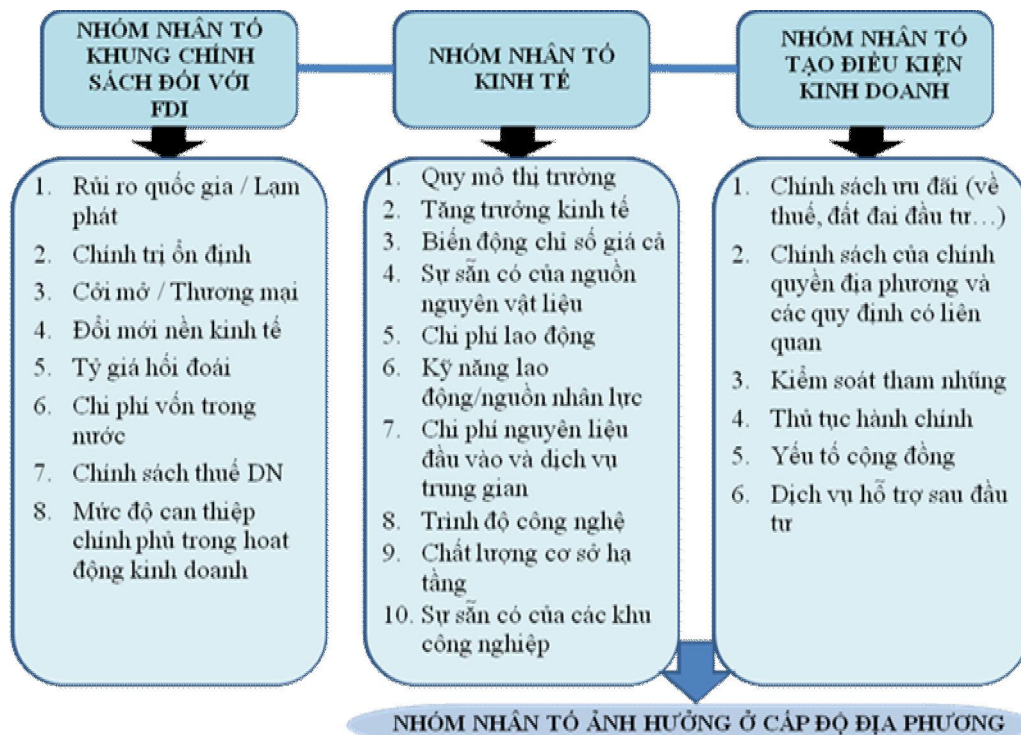 NHÓM NHÂN TỐ
KHUNG CHÍNH
SÁCH ĐỐI VỚI
FDI
NHÓM NHÂN TỐ
KINH TẾ
NHÓM NHÂN TỐ
TẠO ĐIỀU KIỆN
KINH DOANH
1. Rủi ro quốc gia / Lạm
phát
2. Chính trị ổn định
3. Cởi mở / Thương mại
4. Đổi mới nền kinh tế
5. Tỷ giá hối đoái
6. Chi phí vốn trong
nước
7. Chính sách thuế DN
8. Mức độ can thiệp
chính phủ trong hoat
động kinh doanh
1. Quy mô thị trường
2. Tăng trưởng kinh tế
3. Biến động chỉ số giá cả
4. Sự sẵn có của nguồn
nguyên vật liệu
5. Chi phí lao động
6. Kỹ năng lao
động/nguồn nhân lực
7. Chi phí nguyên liệu
đầu vào và dịch vụ
trung gian
8. Trình độ công nghệ
9. Chất lượng cơ sở hạ
tầng
10. Sự sẵn có của các khu
công nghiệp
1. Chính sách ưu đãi (về
thuế, đất đai đầu tư…)
2. Chính sách của chính
quyền địa phương và
các quy định có liên
quan
3. Kiểm soát tham nhũng
4. Thủ tục hành chính
5. Yếu tố cộng đồng
6. Dịch vụ hỗ trợ sau đầu
tư
NHÓM NHÂN TỐ ẢNH HƯỞNG Ở CẤP ĐỘ ĐỊA PHƯƠNG